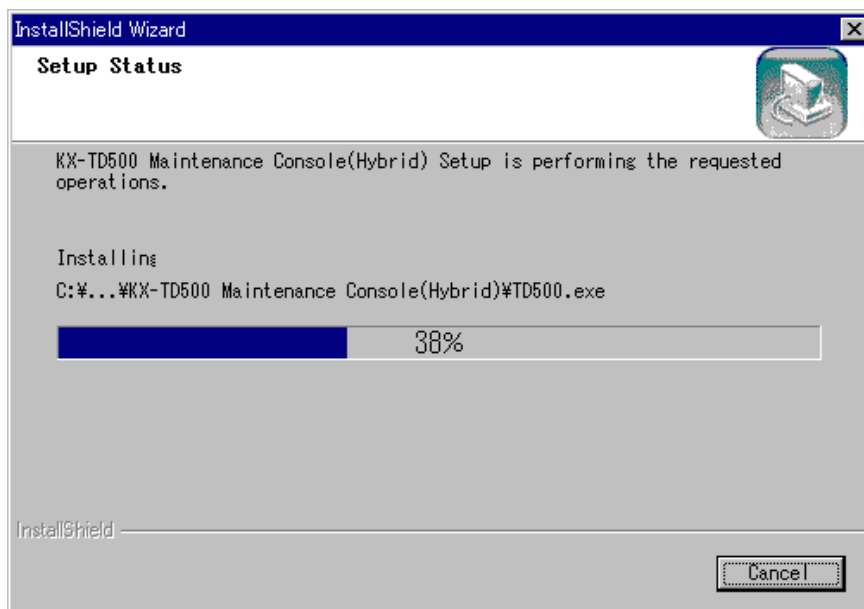 InstallShield Wizard
Setup Status
KX-TD500 Maintenance Console(Hybrid) Setup is performing the requested
operations.
Installing
C:¥...¥KX-TD500 Maintenance Console(Hybrid)¥TD500.exe
38%
InstallShield
Cancel